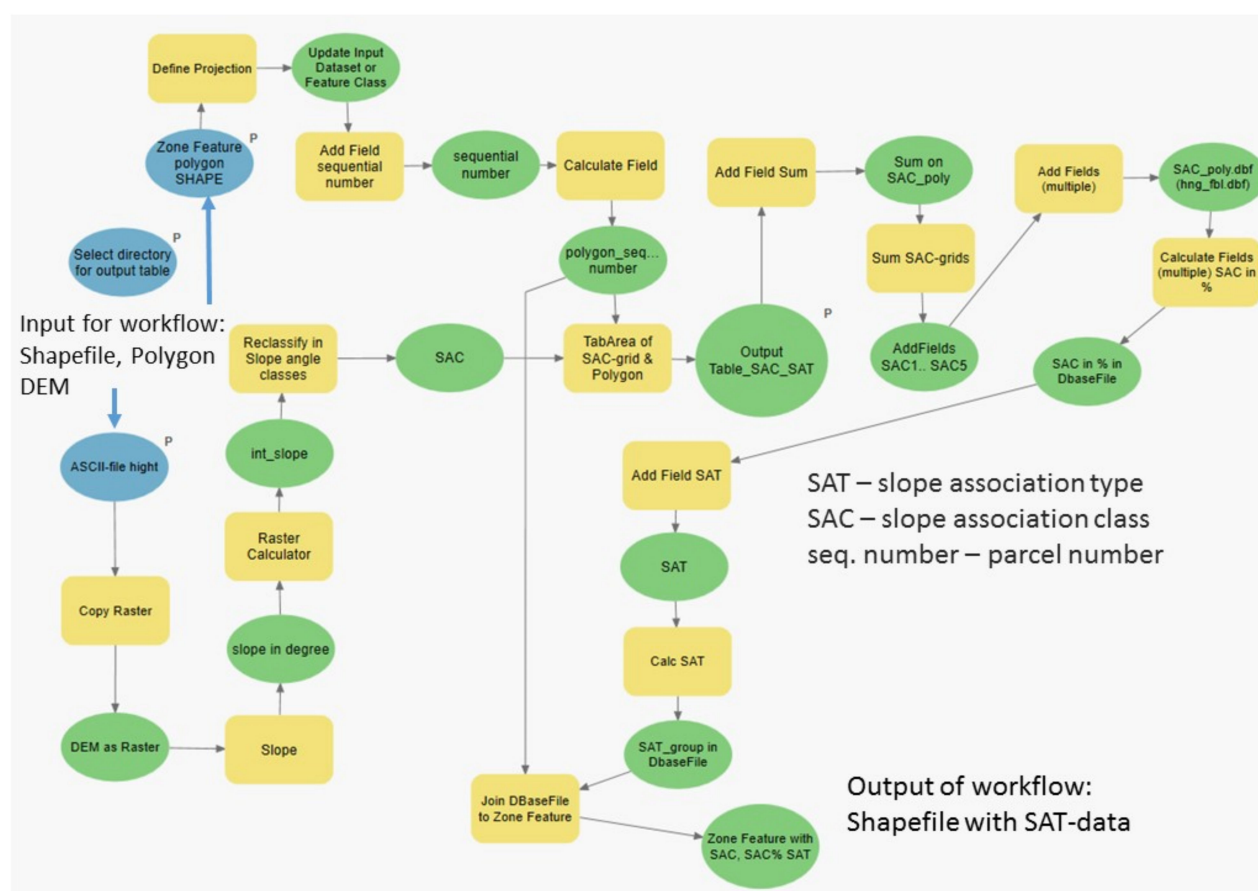 Define Projection
Update Input
Dataset or
Feature Class
Zone Feature
polygon
SHAPE
P
Add Field
sequential
number
sequential
number
Calculate Field
Add Field Sum
Sum on
SAC_poly
Add Fields
(multiple)
SAC_poly.dbf
(hng_fbl.dbf)
Select directory
for output table
P
polygon_seq...
number
Sum SAC-grids
Calculate Fields
(multiple) SAC in
%
Input for workflow:
Shapefile, Polygon
DEM
Reclassify in
Slope angle
classes
SAC
TabArea of
SAC-grid &
Polygon
Output
Table_SAC_SAT
P
AddFields
SAC1.. SAC5
SAC in % in
DbaseFile
ASCII-file hight
P
int_slope
Add Field SAT
SAT – slope association type
SAC – slope association class
seq. number – parcel number
Raster
Calculator
SAT
Copy Raster
slope in degree
Calc SAT
DEM as Raster
Slope
SAT_group in
DbaseFile
Join DBaseFile
to Zone Feature
Zone Feature with
SAC, SAC% SAT
Output of workflow:
Shapefile with SAT-data